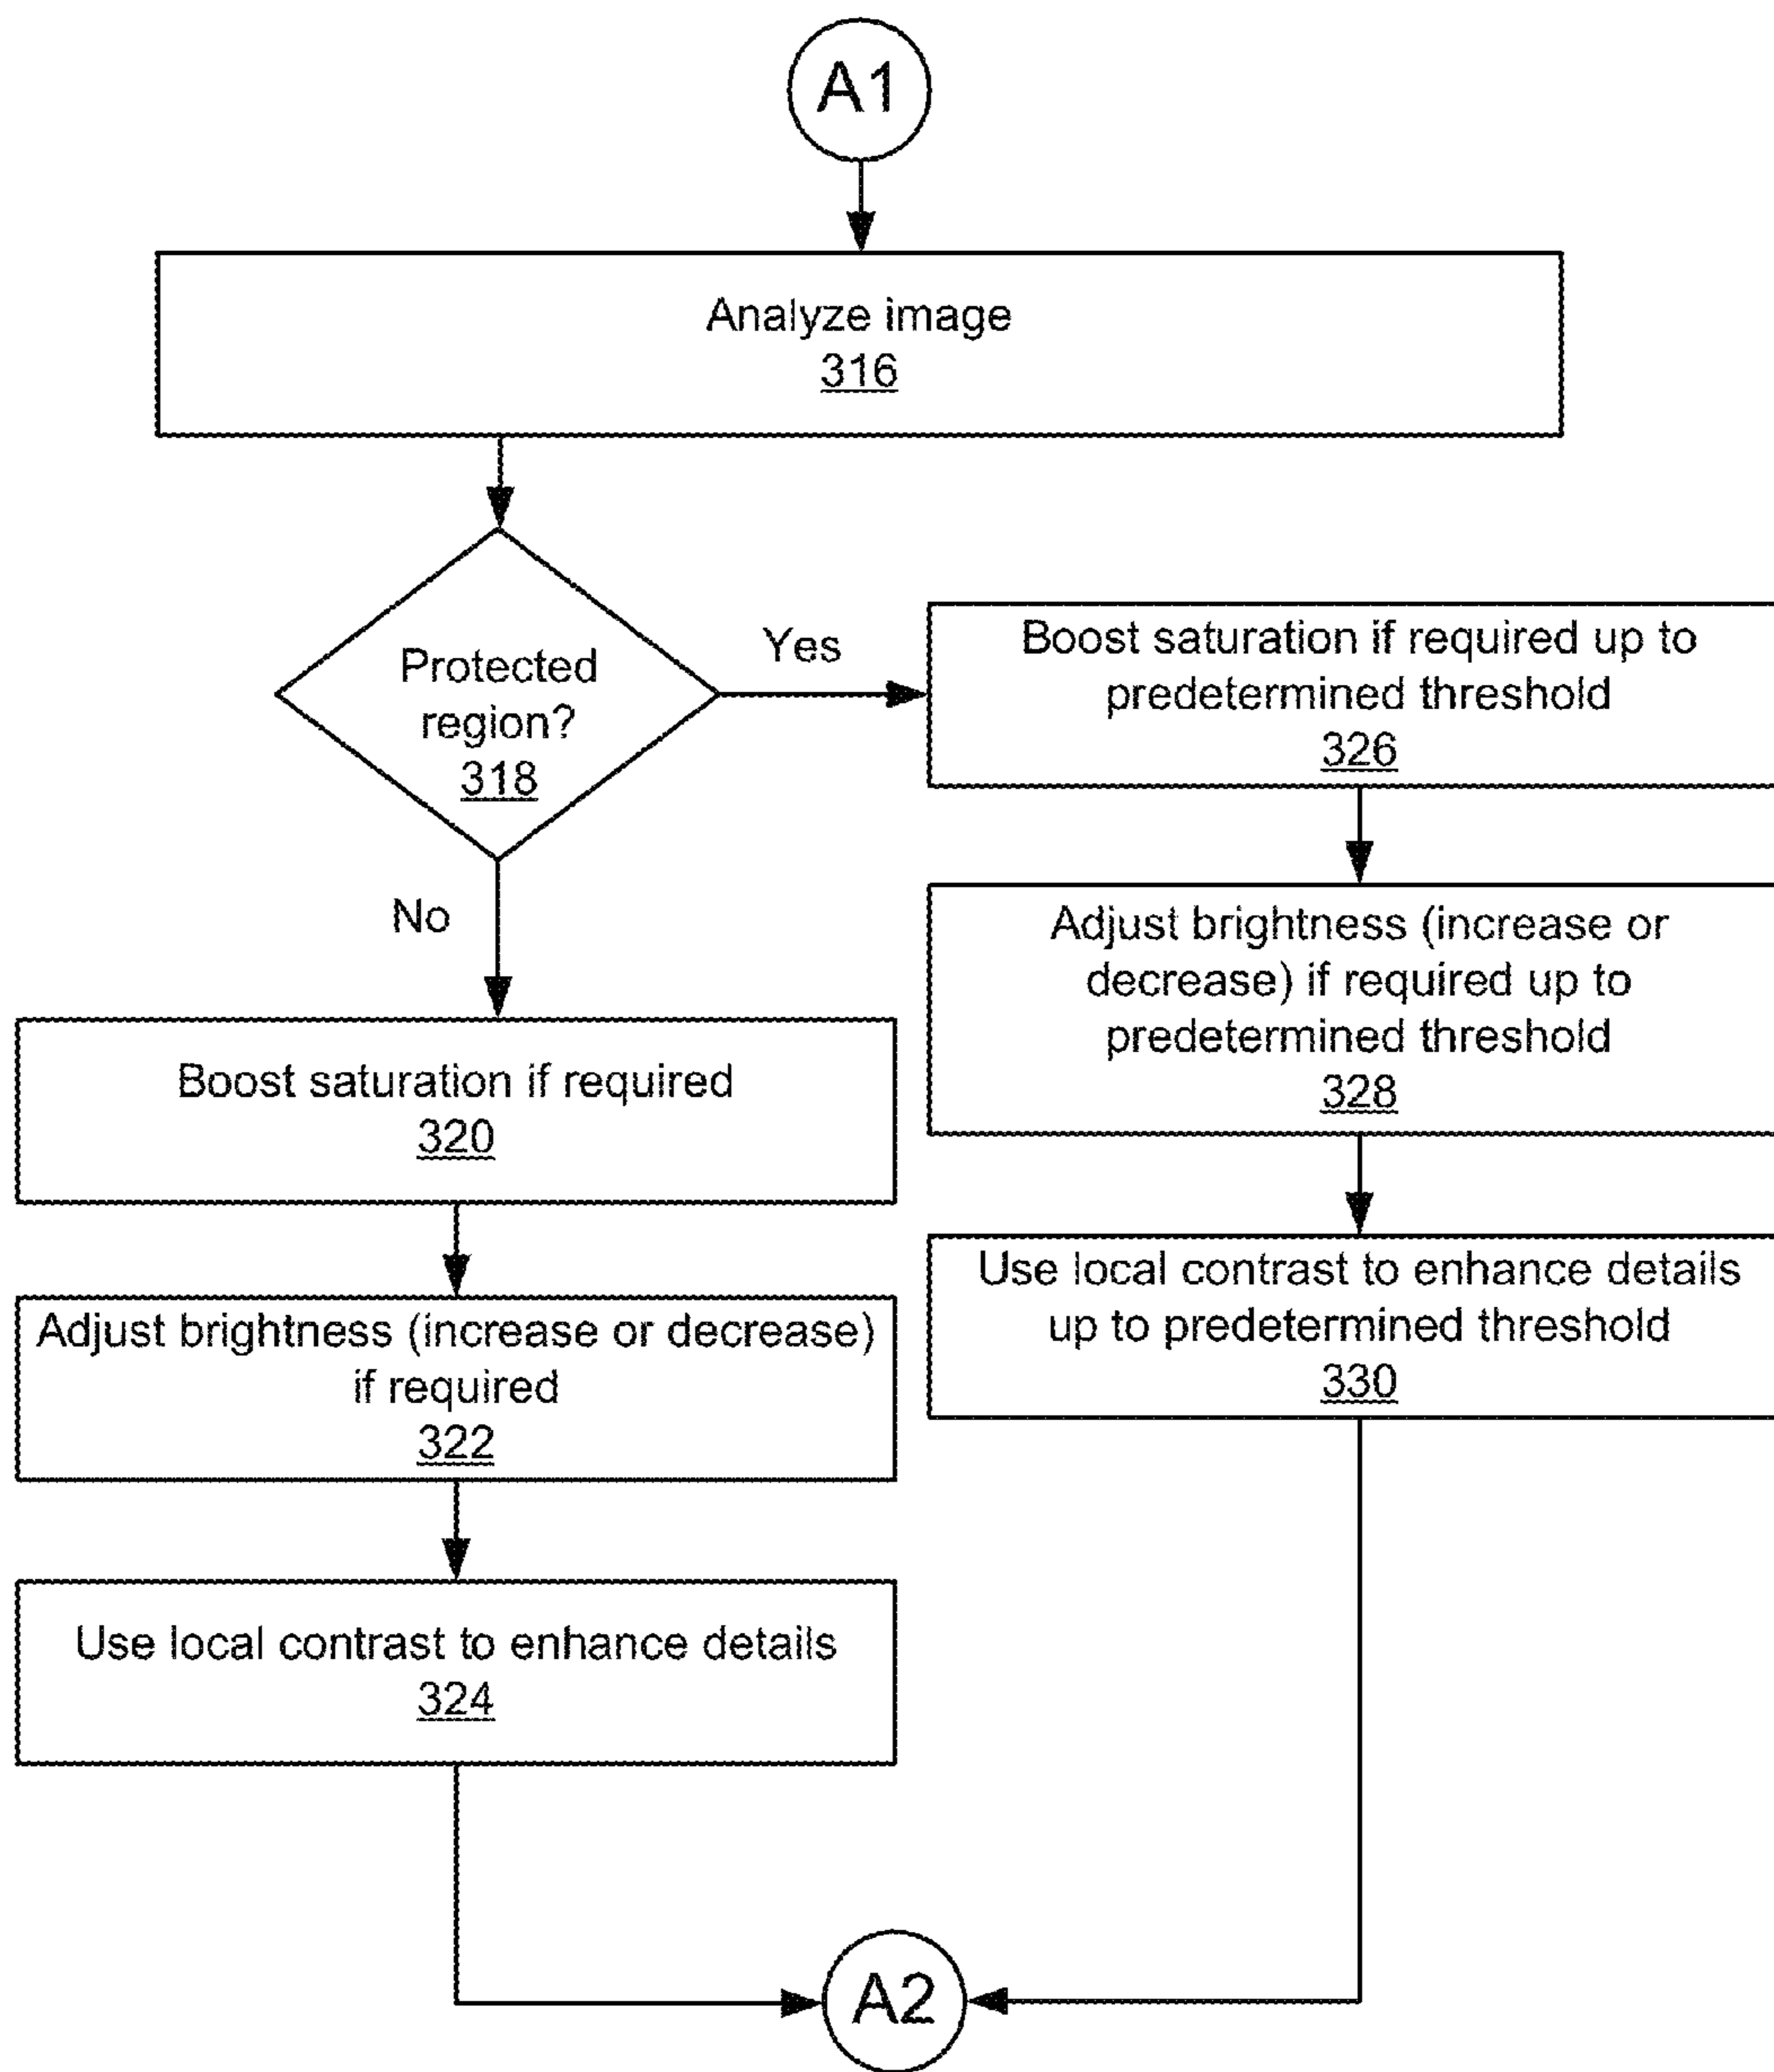 A1
Analyze image
316
Protected
region?
318
Yes
No
Boost saturation if required up to
predetermined threshold
326
Adjust brightness (increase or
decrease) if required up to
predetermined threshold
328
Use local contrast to enhance details
up to predetermined threshold
330
Boost saturation if required
320
Adjust brightness (increase or decrease)
if required
322
Use local contrast to enhance details
324
A2